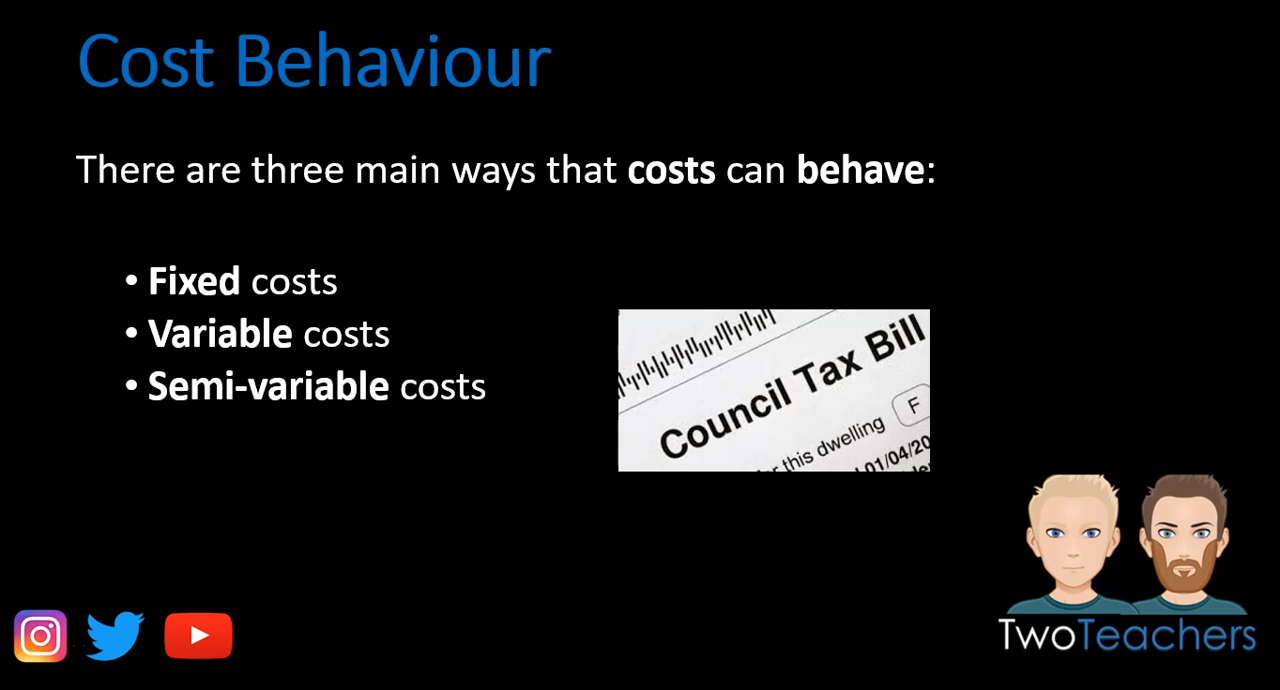 Cost Behaviour
There are three main ways that costs can behave:
• Fixed costs
• Variable costs
• Semi-variable costs
Council Tax Bill
this dwelling
F
01/04/20
TwoTeachers